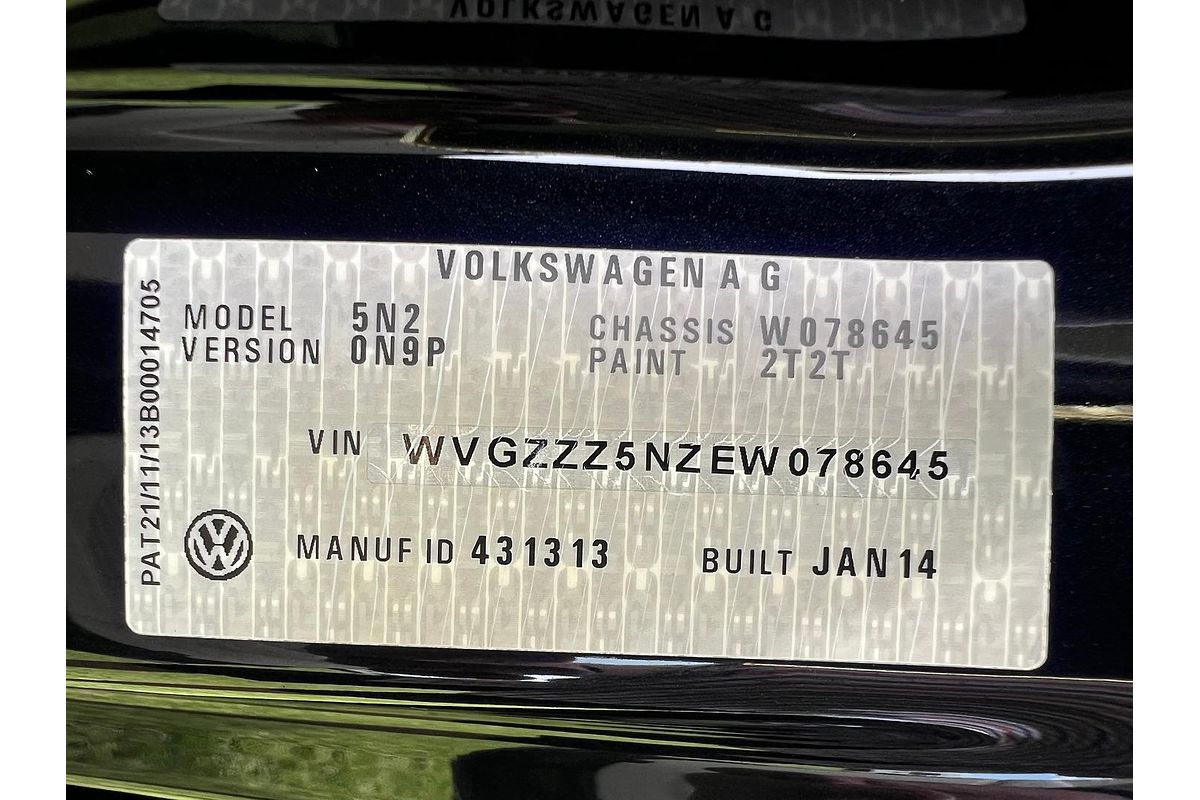 VOLKSWAGEN A G
VOLKSWAGEN A G
MODEL 5N2 CHASSIS W078645
VERSION 0N9P PAINT 2T2T
VIN WVGZZZ5NZEW078645
MANUF ID 431313 BUILT JAN14
PAT21/11/13B00014705